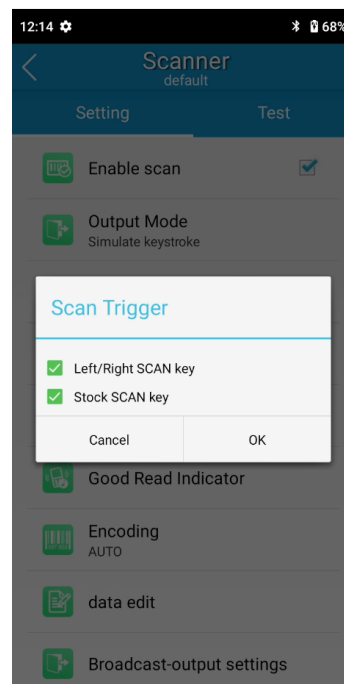 12:14 68%
Scanner
default
Setting Test
Enable scan
Output Mode
Simulate keystroke
Scan Trigger
Left/Right SCAN key
Stock SCAN key
Cancel OK
Good Read Indicator
Encoding
AUTO
data edit
Broadcast-output settings